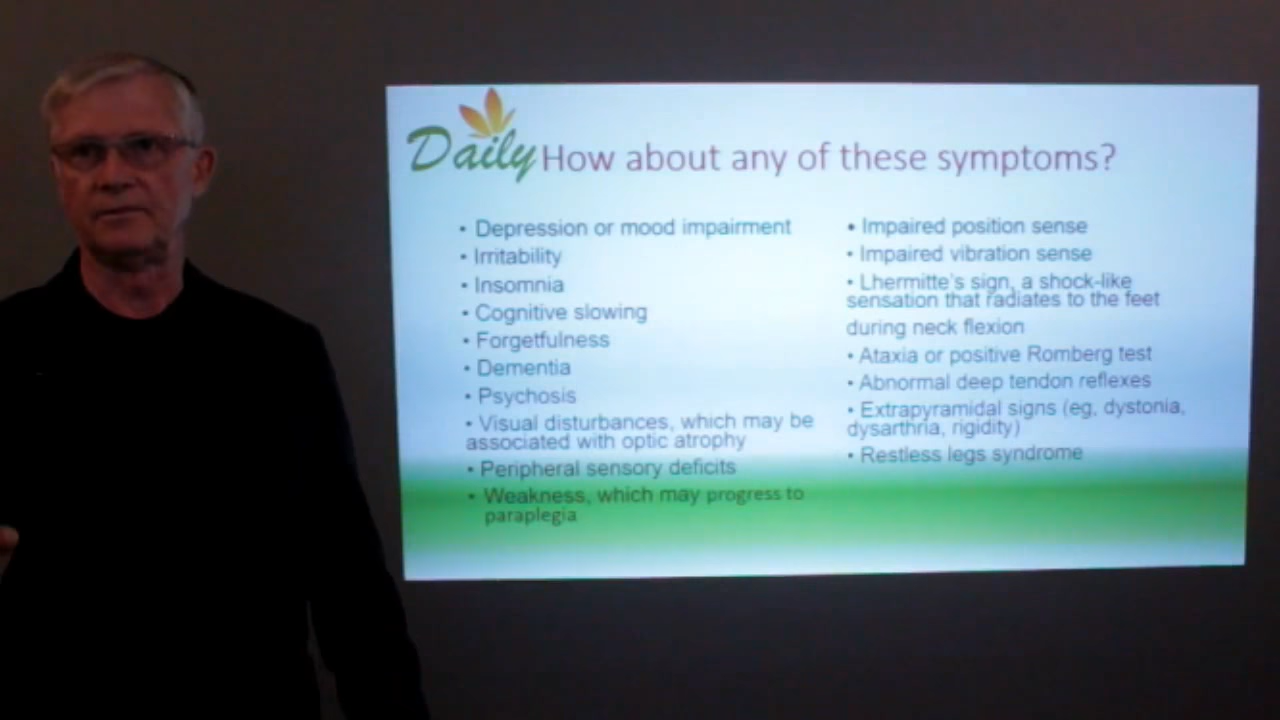 Daily How about any of these symptoms?
• Depression or mood impairment
• Irritability
• Insomnia
• Cognitive slowing
• Forgetfulness
• Dementia
• Psychosis
• Visual disturbances, which may be
associated with optic atrophy
• Peripheral sensory deficits
• Weakness, which may progress to
paraplegia
• Impaired position sense
• Impaired vibration sense
• Lhermitte's sign, a shock-like
sensation that radiates to the feet
during neck flexion
• Ataxia or positive Romberg test
• Abnormal deep tendon reflexes
• Extrapyramidal signs (eg, dystonia,
dysarthria, rigidity)
• Restless legs syndrome